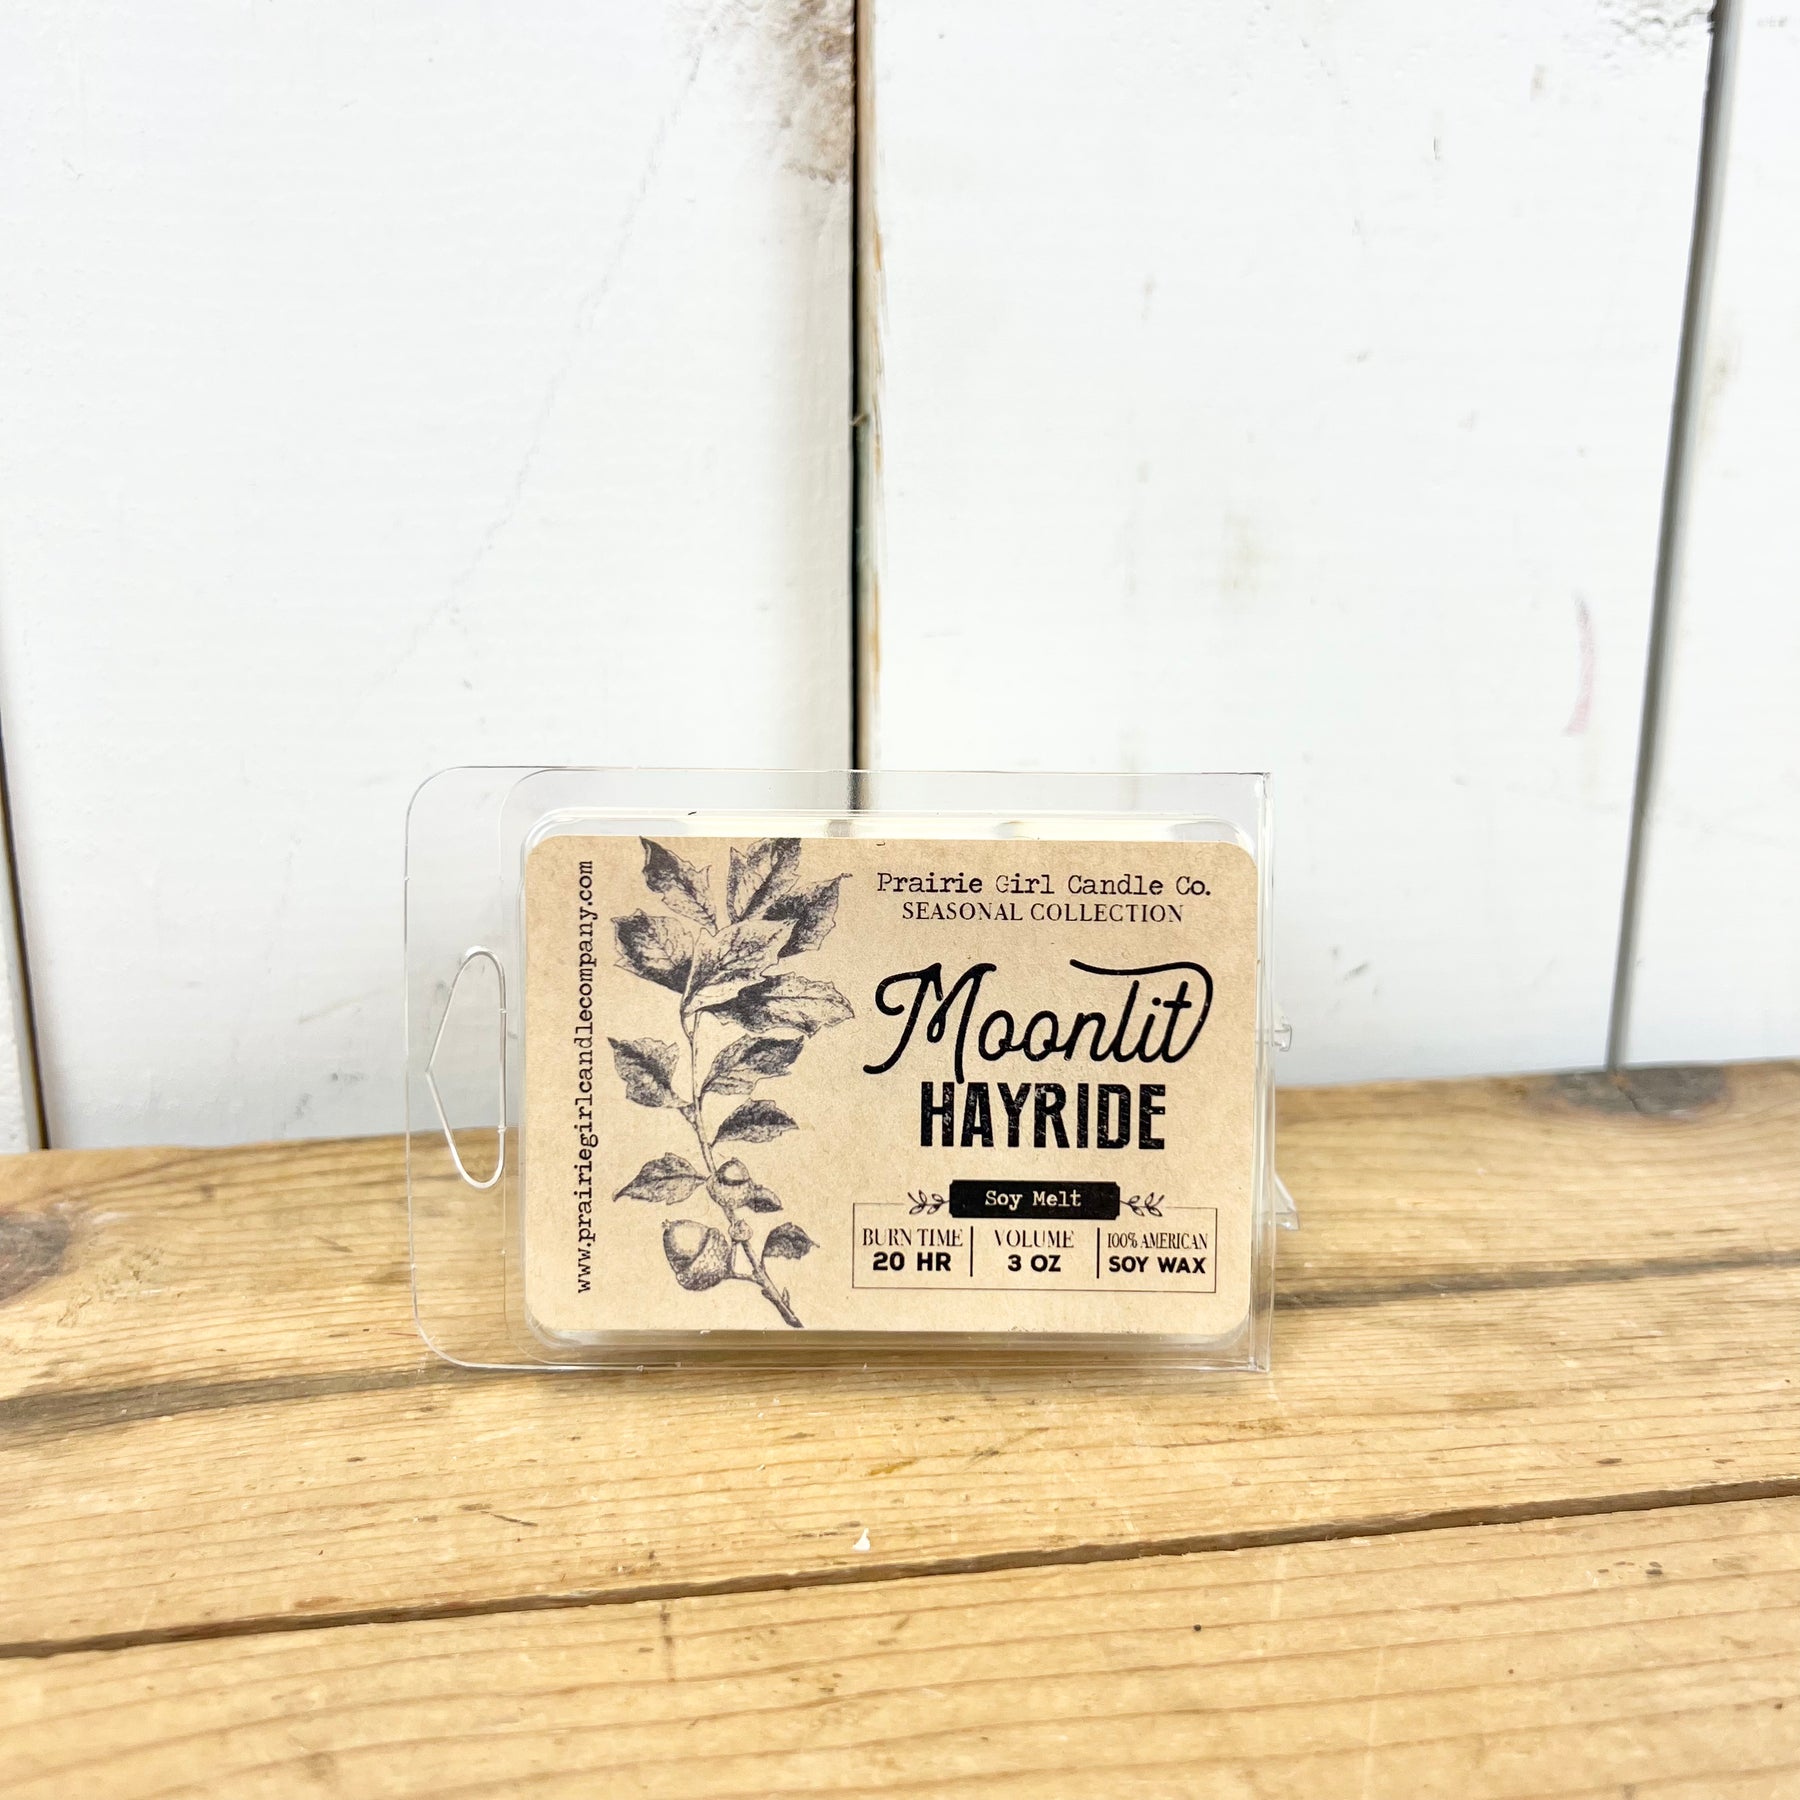 www.prairiegirlcandlecompany.com
Prairie Girl Candle Co.
SEASONAL COLLECTION
Moonlit
HAYRIDE
Soy Melt
BURN TIME
20 HR
VOLUME
3 OZ
100% AMERICAN
SOY WAX